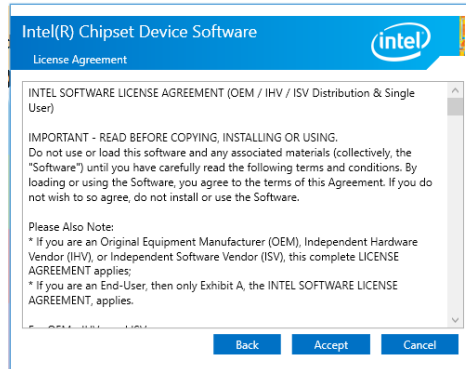 Intel(R) Chipset Device Software
intel
License Agreement
INTEL SOFTWARE LICENSE AGREEMENT (OEM / IHV / ISV Distribution & Single
User)
IMPORTANT - READ BEFORE COPYING, INSTALLING OR USING.
Do not use or load this software and any associated materials (collectively, the
"Software") until you have carefully read the following terms and conditions. By
loading or using the Software, you agree to the terms of this Agreement. If you do
not wish to so agree, do not install or use the Software.
Please Also Note:
* If you are an Original Equipment Manufacturer (OEM), Independent Hardware
Vendor (IHV), or Independent Software Vendor (ISV), this complete LICENSE
AGREEMENT applies;
* If you are an End-User, then only Exhibit A, the INTEL SOFTWARE LICENSE
AGREEMENT, applies.
Back Accept Cancel